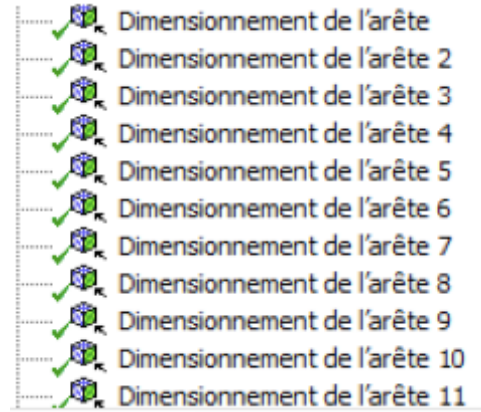 Dimensionnement de l'arête
Dimensionnement de l'arête 2
Dimensionnement de l'arête 3
Dimensionnement de l'arête 4
Dimensionnement de l'arête 5
Dimensionnement de l'arête 6
Dimensionnement de l'arête 7
Dimensionnement de l'arête 8
Dimensionnement de l'arête 9
Dimensionnement de l'arête 10
Dimensionnement de l'arête 11